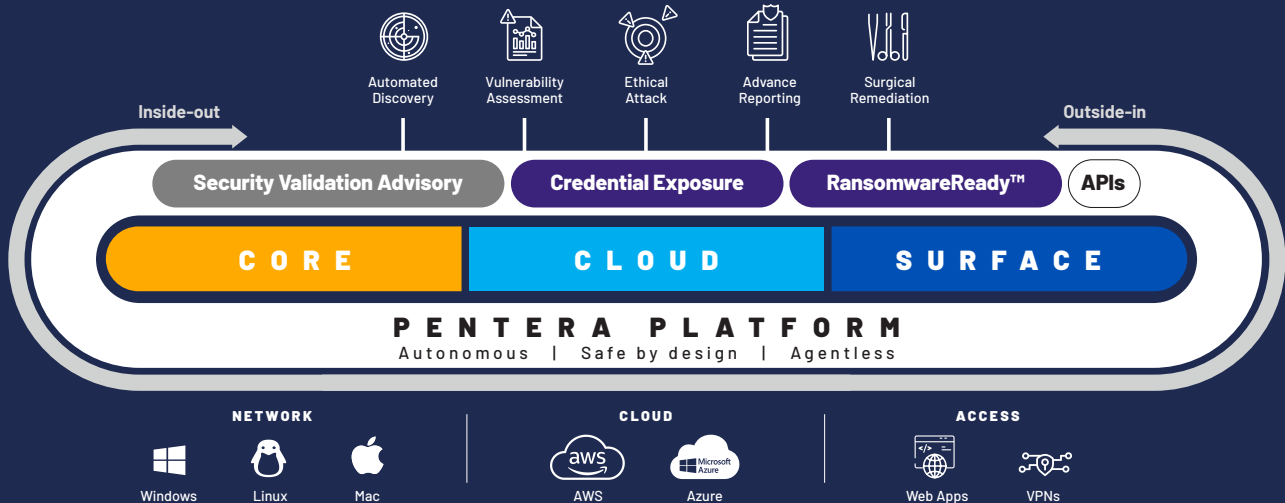 Automated
Discovery
Vulnerability
Assessment
Ethical
Attack
Advance
Reporting
Surgical
Remediation
Inside-out
Outside-in
Security Validation Advisory
Credential Exposure
RansomwareReady™
APIs
CORE
CLOUD
SURFACE
PENTERA PLATFORM
Autonomous | Safe by design | Agentless
NETWORK
CLOUD
ACCESS
aws
Microsoft
Azure
</>
Windows
Linux
Mac
AWS
Azure
Web Apps
VPNs